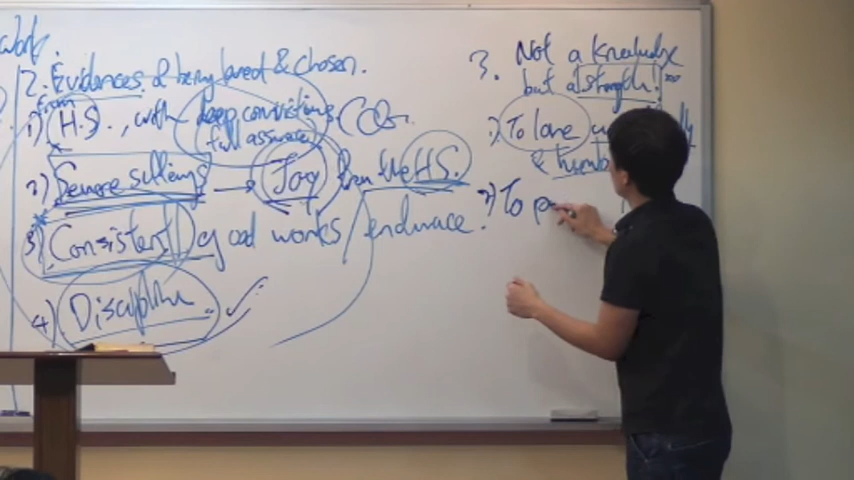 work.
2. Evidences of being loved & chosen.
from
1) H.S., with deep convictions
full assurance
2) Severe sufferings → Joy from the H.S.
3) Consistent good works / endurance.
4) Discipline ✓
3. Not a knowledge
but a strength!
1) To love
& humb
2) To p